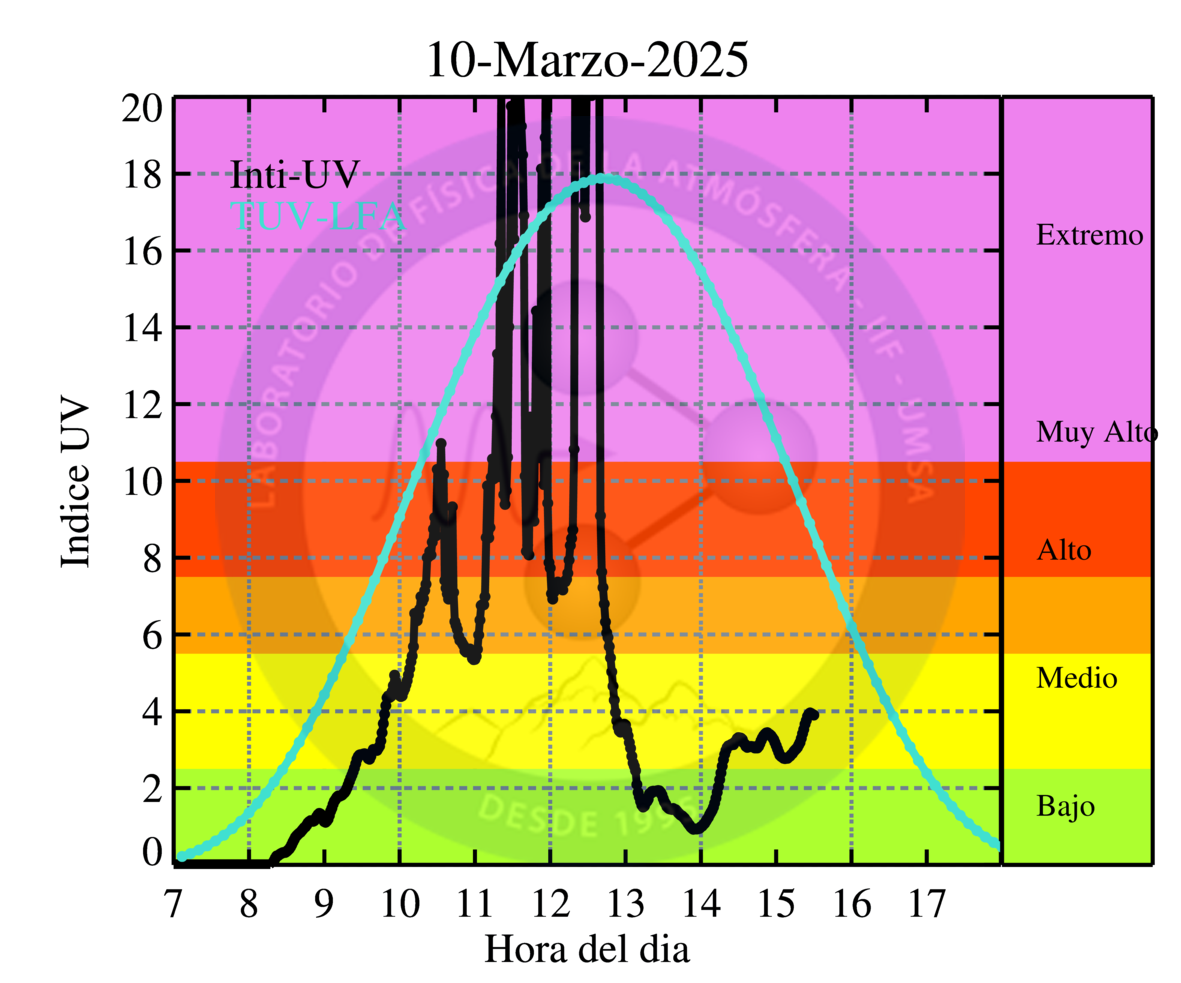 10-Marzo-2025
20
18
16
14
12
10
8
6
4
2
0
Indice UV
Inti-UV
TUV-LFA
LABORATORIO DE FÍSICA DE LA ATMÓSFERA - IIF - UMSA
DESDE 1995
Extremo
Muy Alto
Alto
Medio
Bajo
7 8 9 10 11 12 13 14 15 16 17
Hora del dia